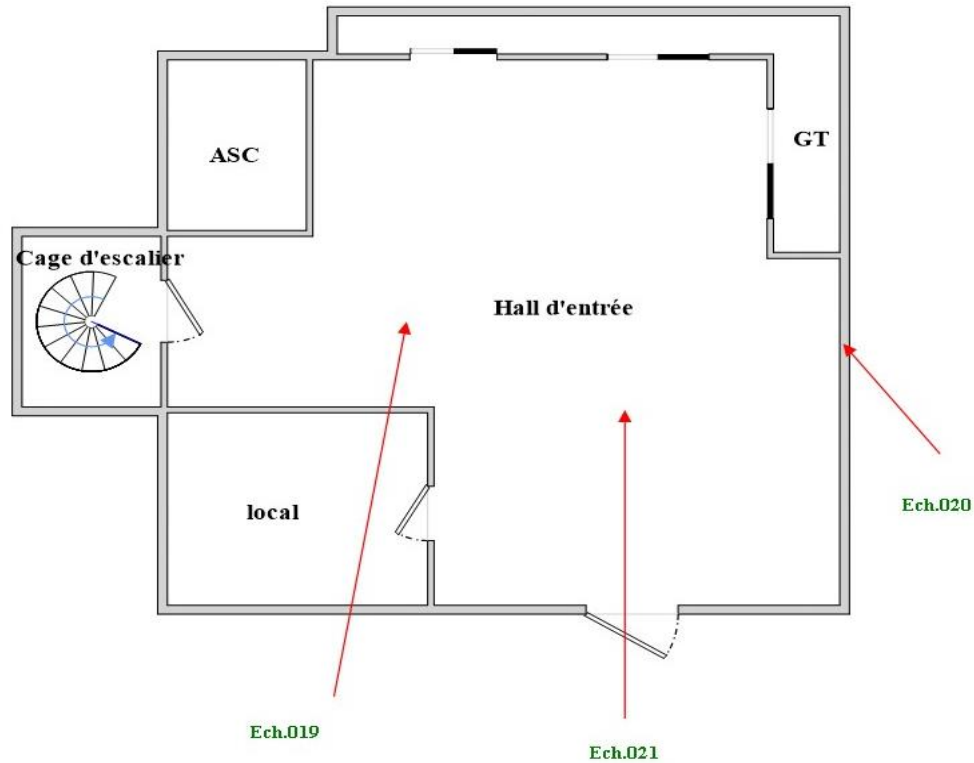 GT
ASC
Cage d'escalier
Hall d'entrée
local
Ech.020
Ech.019
Ech.021